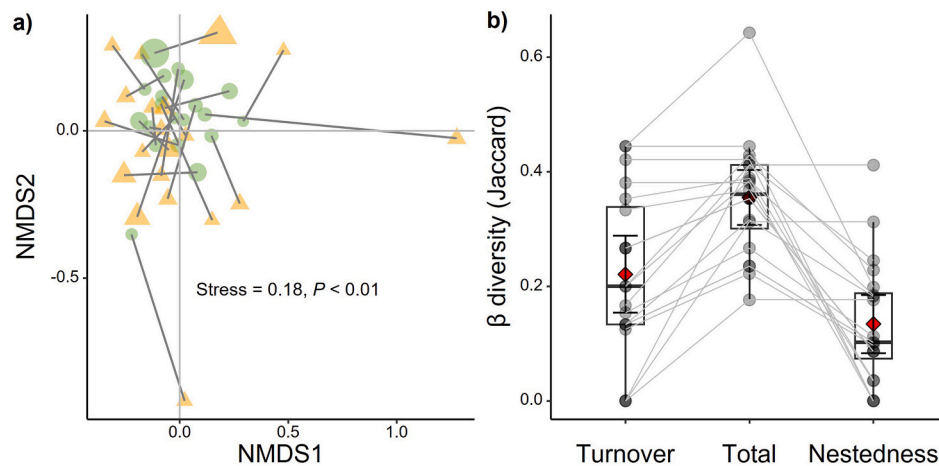 a)
NMDS2
0.0
-0.5
Stress = 0.18, P < 0.01
0.0 0.5 1.0
NMDS1
b)
β diversity (Jaccard)
0.6
0.4
0.2
0.0
Turnover Total Nestedness